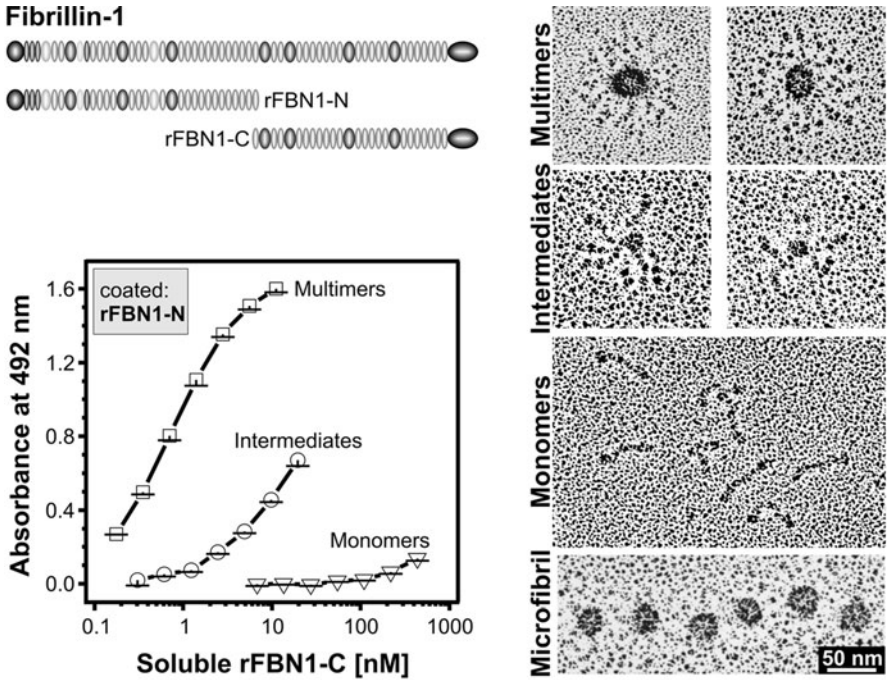 Fibrillin-1
rFBN1-N
rFBN1-C
coated:
rFBN1-N
Multimers
Intermediates
Monomers
1.6
1.2
0.8
0.4
0.0
0.1
1
10
100
1000
Absorbance at 492 nm
Soluble rFBN1-C [nM]
Multimers
Intermediates
Monomers
Microfibril
50 nm